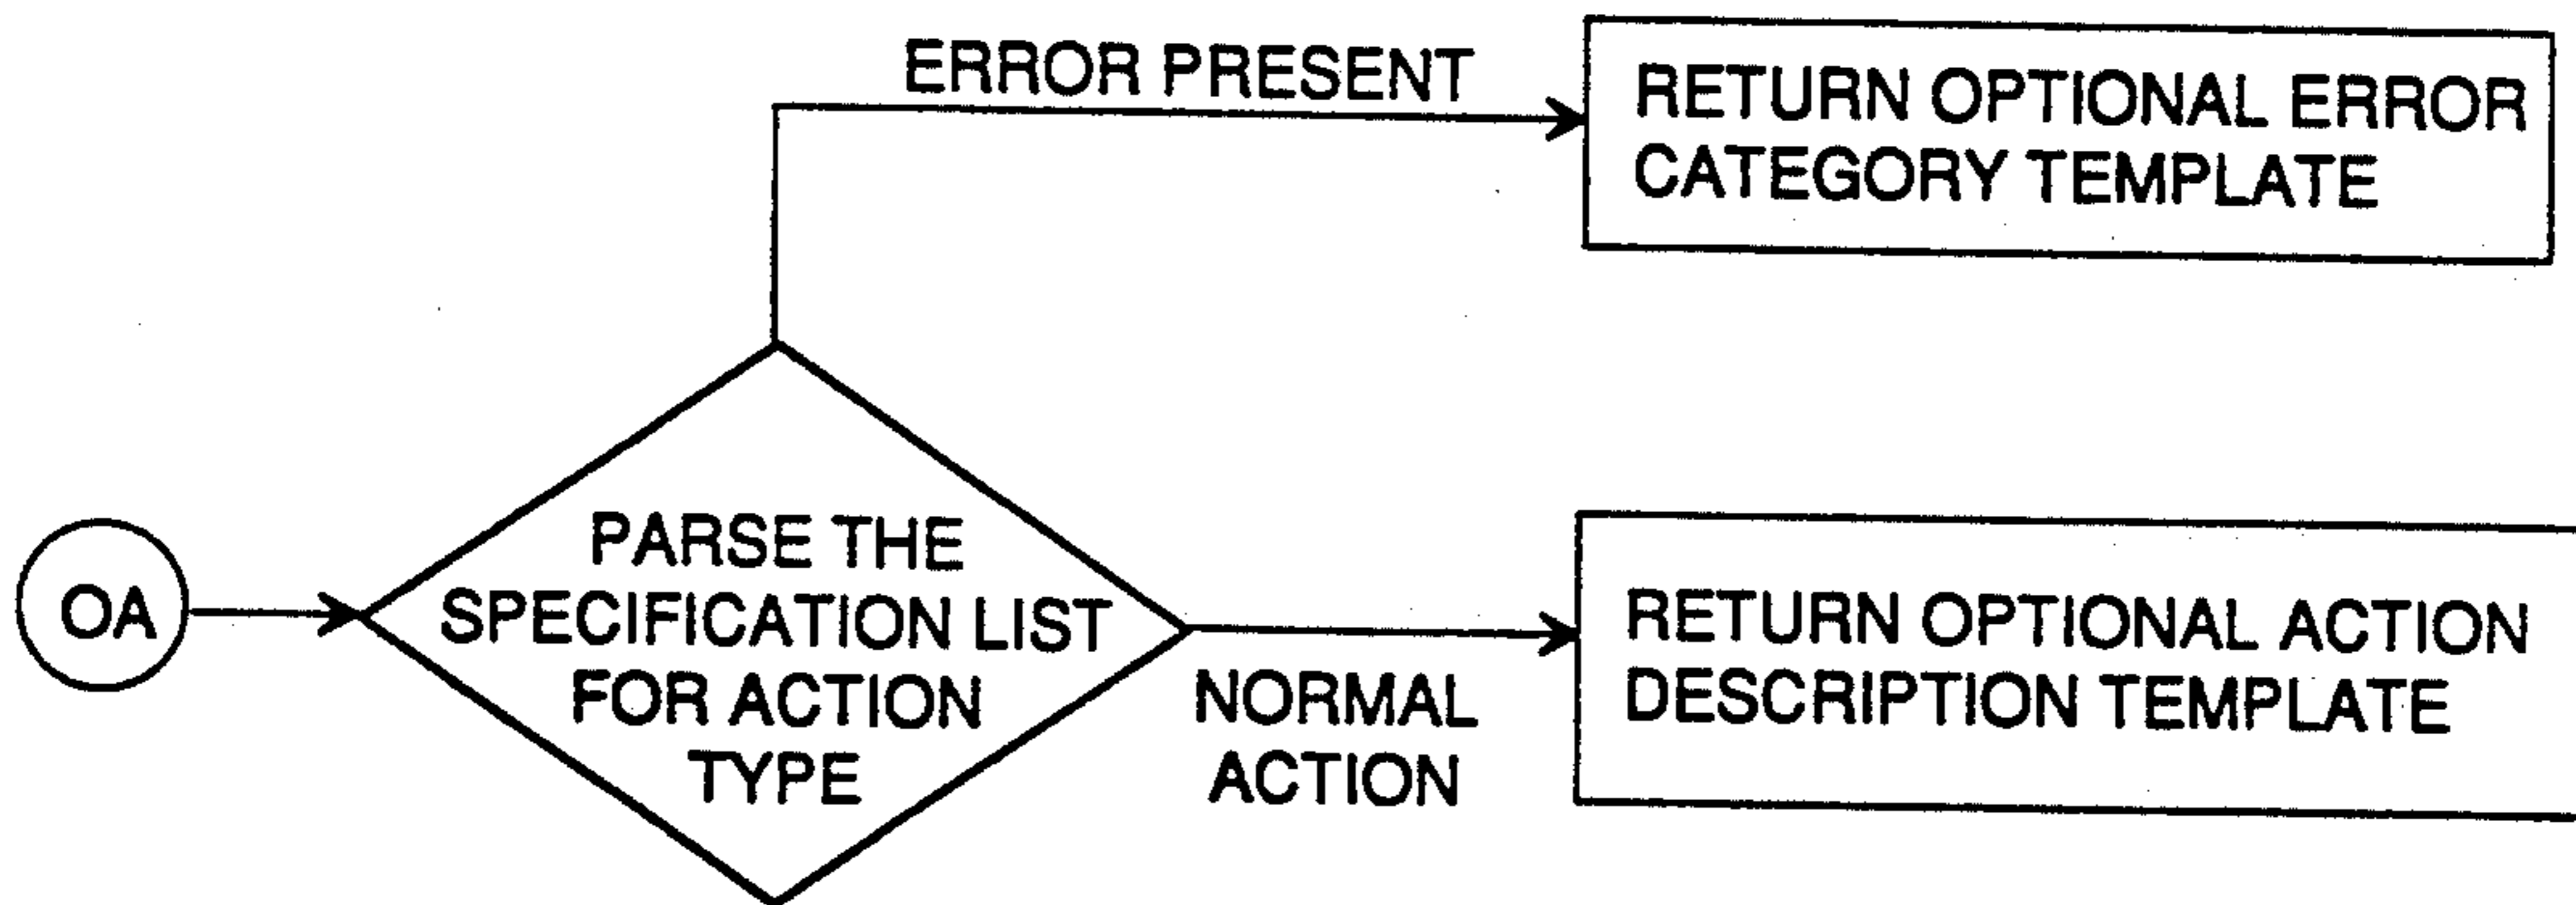 ERROR PRESENT
RETURN OPTIONAL ERROR
CATEGORY TEMPLATE
OA
PARSE THE
SPECIFICATION LIST
FOR ACTION
TYPE
NORMAL
ACTION
RETURN OPTIONAL ACTION
DESCRIPTION TEMPLATE